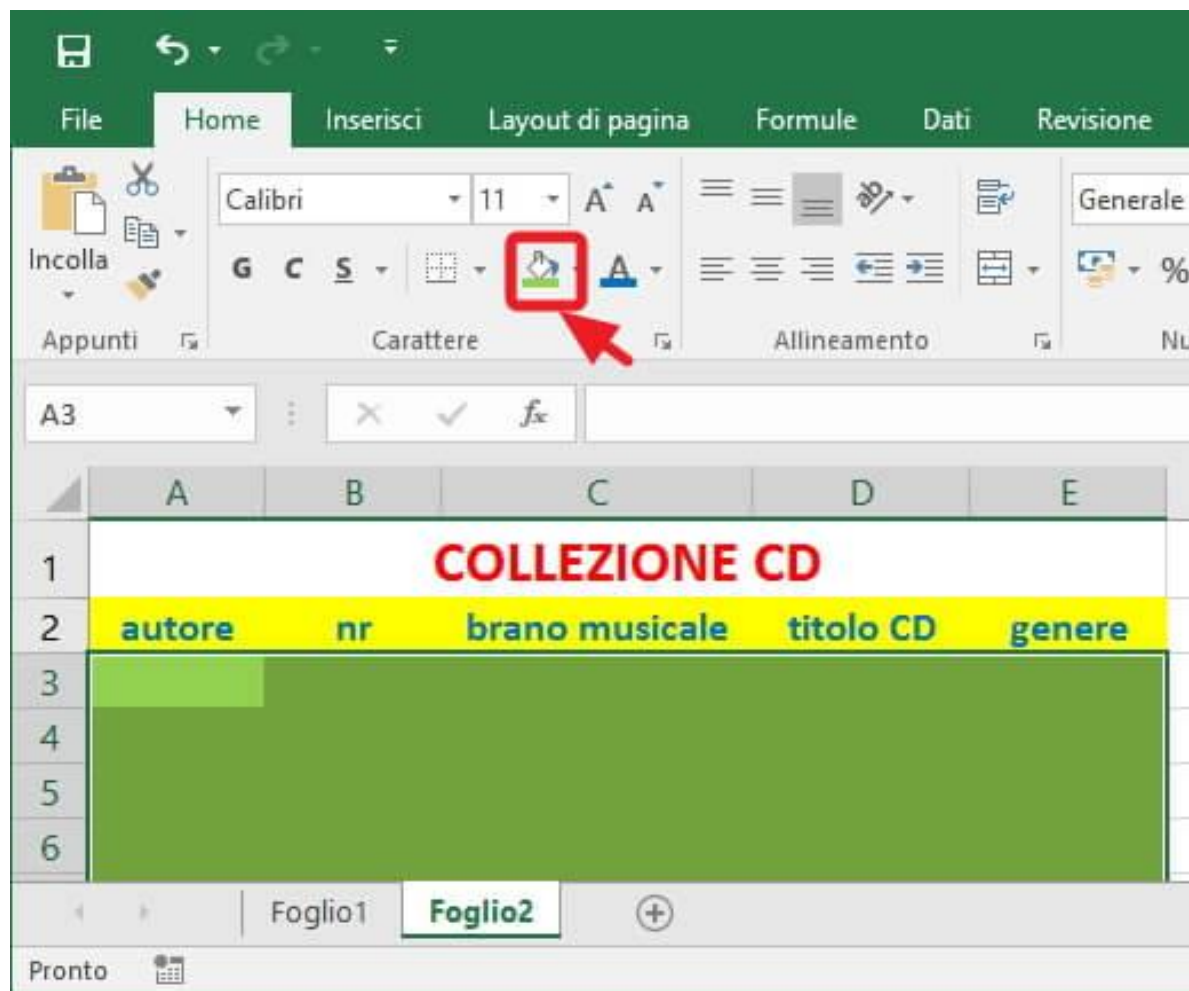 File Home Inserisci Layout di pagina Formule Dati Revisione
Calibri 11 A A Generale
Incolla G C S A %
Appunti Carattere Allineamento Nu
A3 fx
A B C D E
1 COLLEZIONE CD
2 autore nr brano musicale titolo CD genere
3
4
5
6
Foglio1 Foglio2
Pronto